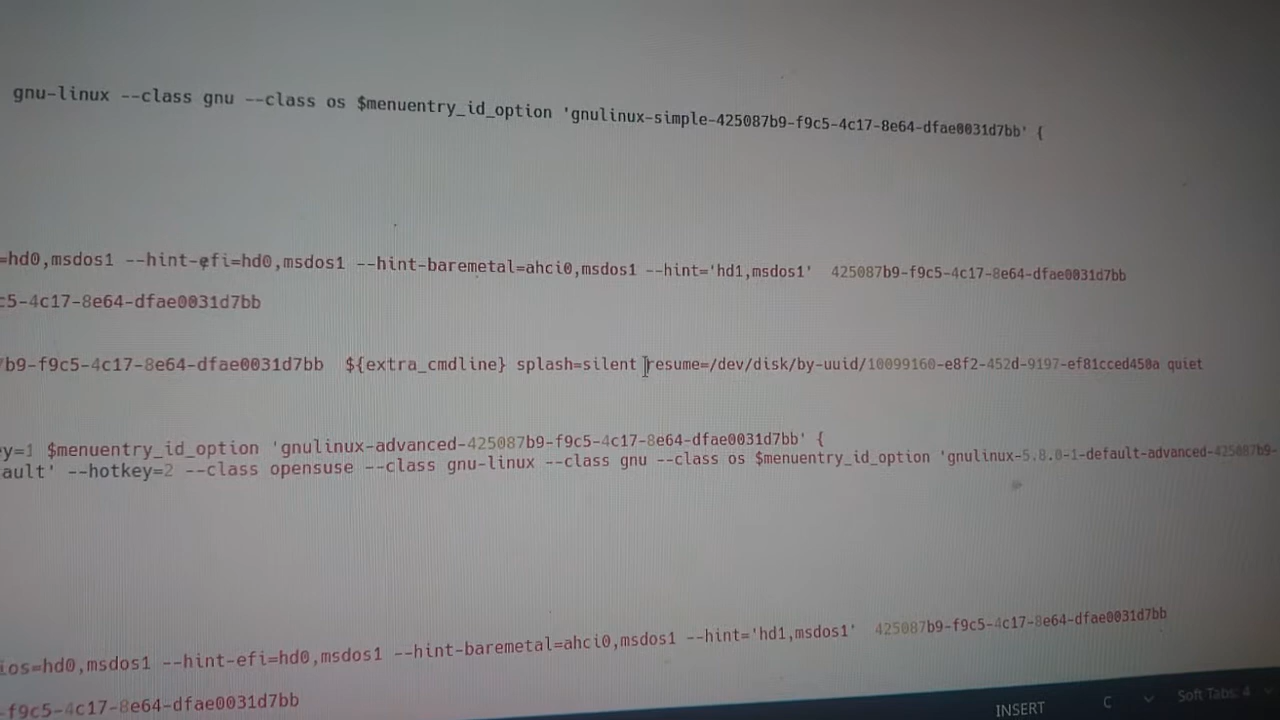 gnu-linux --class gnu --class os $menuentry_id_option 'gnulinux-simple-425087b9-f9c5-4c17-8e64-dfae0031d7bb' {
=hd0,msdos1 --hint-efi=hd0,msdos1 --hint-baremetal=ahci0,msdos1 --hint='hd1,msdos1'  425087b9-f9c5-4c17-8e64-dfae0031d7bb
c5-4c17-8e64-dfae0031d7bb
7b9-f9c5-4c17-8e64-dfae0031d7bb  ${extra_cmdline} splash=silent resume=/dev/disk/by-uuid/10099160-e8f2-452d-9197-ef81cced450a quiet
ey=1 $menuentry_id_option 'gnulinux-advanced-425087b9-f9c5-4c17-8e64-dfae0031d7bb' {
ault' --hotkey=2 --class opensuse --class gnu-linux --class gnu --class os $menuentry_id_option 'gnulinux-5.8.0-1-default-advanced-425087b9-
ios=hd0,msdos1 --hint-efi=hd0,msdos1 --hint-baremetal=ahci0,msdos1 --hint='hd1,msdos1'  425087b9-f9c5-4c17-8e64-dfae0031d7bb
-f9c5-4c17-8e64-dfae0031d7bb
INSERT C Soft Tabs: 4